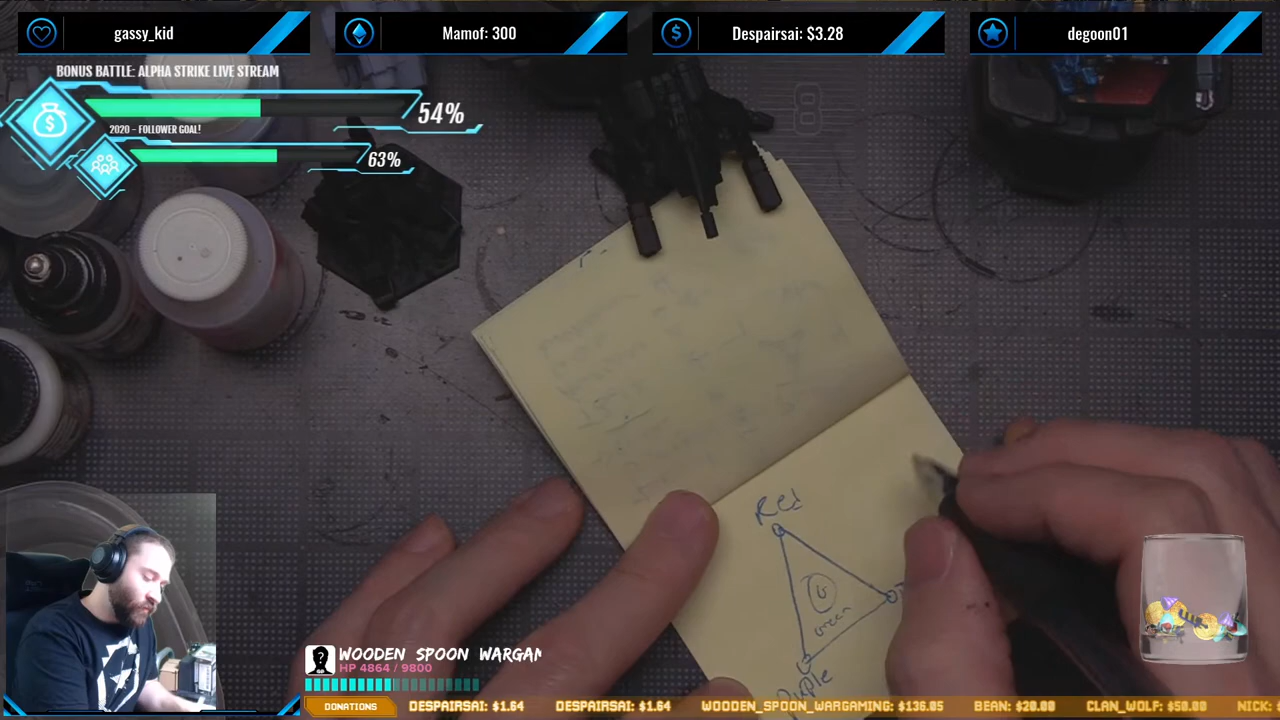 gassy_kid
Mamof: 300
Despairsai: $3.28
degoon01
BONUS BATTLE: ALPHA STRIKE LIVE STREAM
54%
2020 - FOLLOWER GOAL!
63%
Red
Purple
WOODEN SPOON WARGAM
HP 4864 / 9800
DONATIONS
DESPAIRSAI: $1.64 DESPAIRSAI: $1.64 WOODEN_SPOON_WARGAMING: $136.05 BEAN: $20.00 CLAN_WOLF: $50.00 NICK: